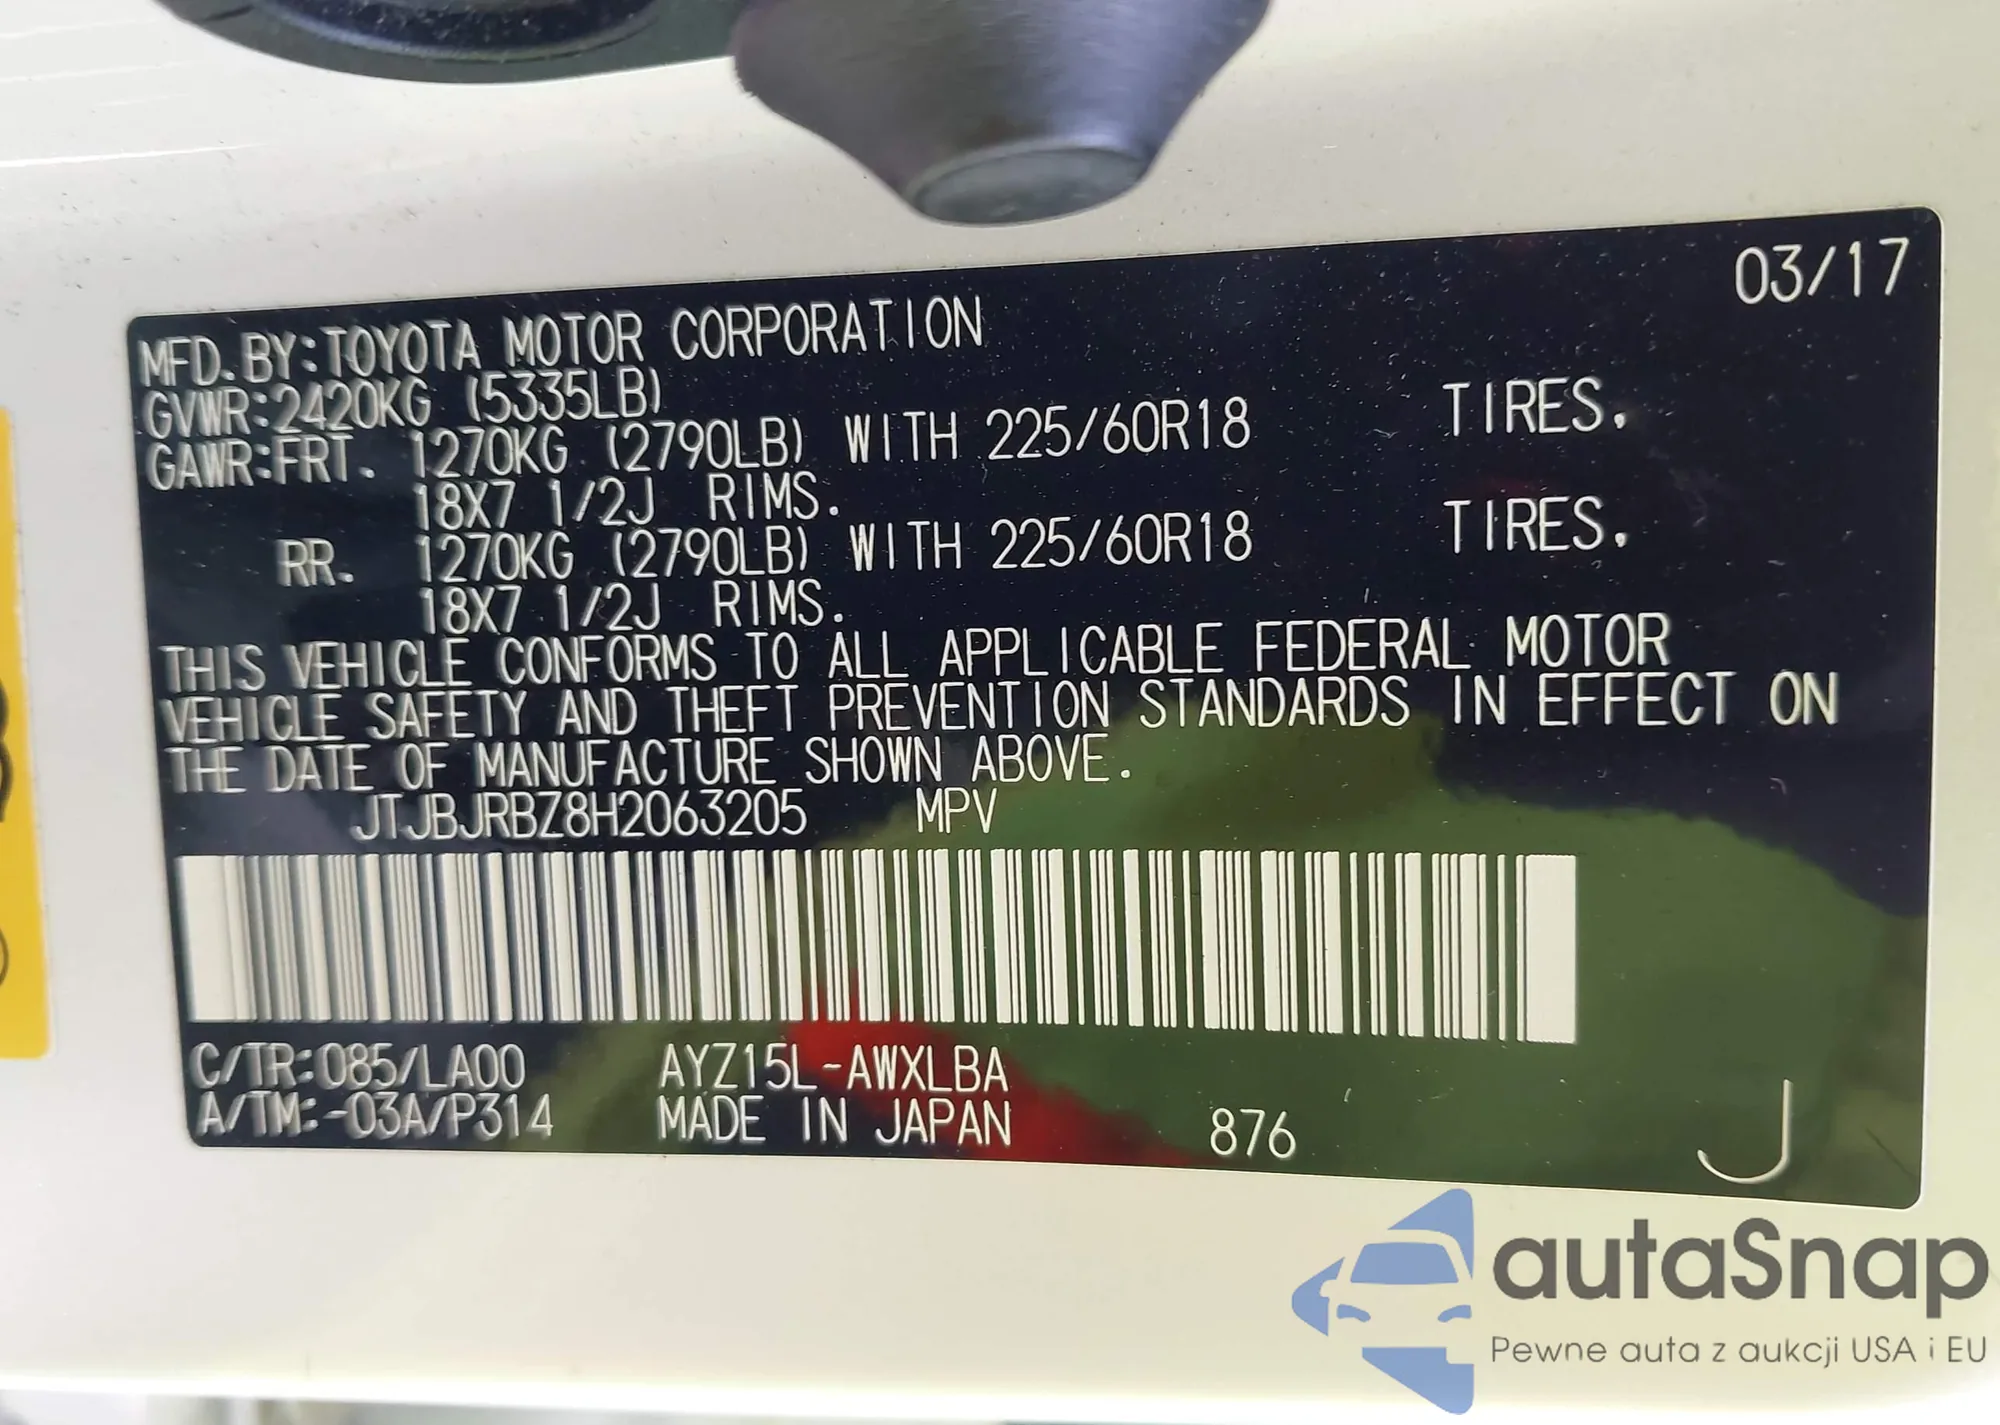 03/17
MFD.BY:TOYOTA MOTOR CORPORATION
GVWR:2420KG (5335LB)
GAWR:FRT. 1270KG (2790LB) WITH 225/60R18 TIRES,
18X7 1/2J RIMS.
RR. 1270KG (2790LB) WITH 225/60R18 TIRES,
18X7 1/2J RIMS.
THIS VEHICLE CONFORMS TO ALL APPLICABLE FEDERAL MOTOR
VEHICLE SAFETY AND THEFT PREVENTION STANDARDS IN EFFECT ON
THE DATE OF MANUFACTURE SHOWN ABOVE.
JTJBJRBZ8H2063205 MPV
C/TR:085/LA00 AYZ15L-AWXLBA
A/TM:-03A/P314 MADE IN JAPAN 876 J
autaSnap
Pewne auta z aukcji USA i EU